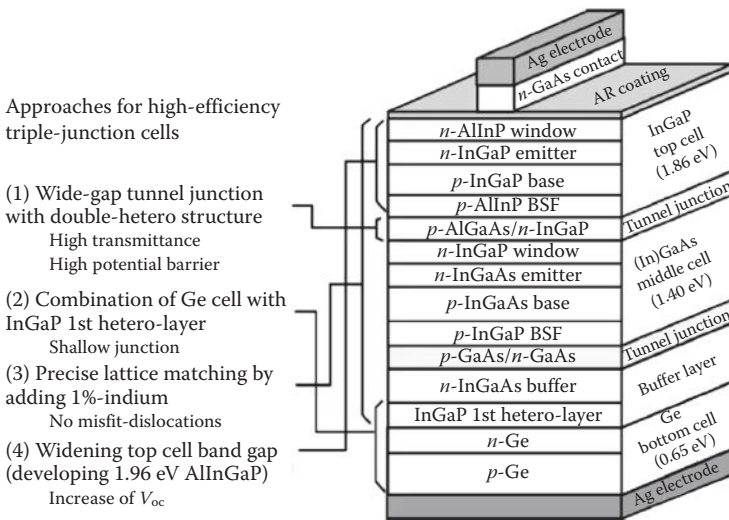 Approaches for high-efficiency
triple-junction cells
(1) Wide-gap tunnel junction
with double-hetero structure
High transmittance
High potential barrier
(2) Combination of Ge cell with
InGaP 1st hetero-layer
Shallow junction
(3) Precise lattice matching by
adding 1%-indium
No misfit-dislocations
(4) Widening top cell band gap
(developing 1.96 eV AlInGaP)
Increase of Voc
Ag electrode
n-GaAs contact
AR coating
n-AlInP window
n-InGaP emitter
p-InGaP base
p-AlInP BSF
p-AlGaAs/n-InGaP
n-InGaP window
n-InGaAs emitter
p-InGaAs base
p-InGaP BSF
p-GaAs/n-GaAs
n-InGaAs buffer
InGaP 1st hetero-layer
n-Ge
p-Ge
InGaP
top cell
(1.86 eV)
Tunnel junction
(In)GaAs
middle cell
(1.40 eV)
Tunnel junction
Buffer layer
Ge
bottom cell
(0.65 eV)
Ag electrode